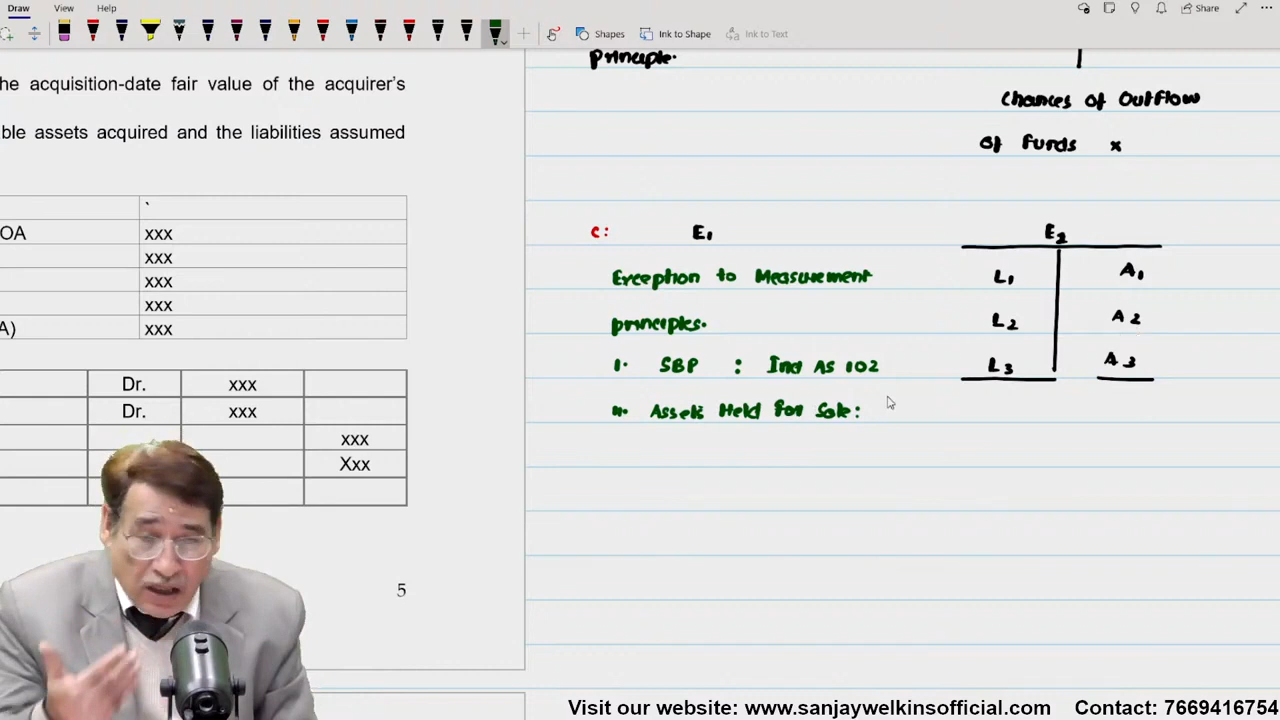 Draw View Help
Share
Shapes
Ink to Shape
Ink to Text
he acquisition-date fair value of the acquirer's
ble assets acquired and the liabilities assumed
`
OA xxx
xxx
xxx
xxx
A) xxx
Dr. xxx
Dr. xxx
xxx
Xxx
5
Principle.
Chances of Outflow
of funds x
C: E1
Exception to Measurement
principles.
I. SBP : Ind AS 102
II. Assets Held for Sale:
E2
L1 A1
L2 A2
L3 A3
Visit our website: www.sanjaywelkinsofficial.com Contact: 7669416754